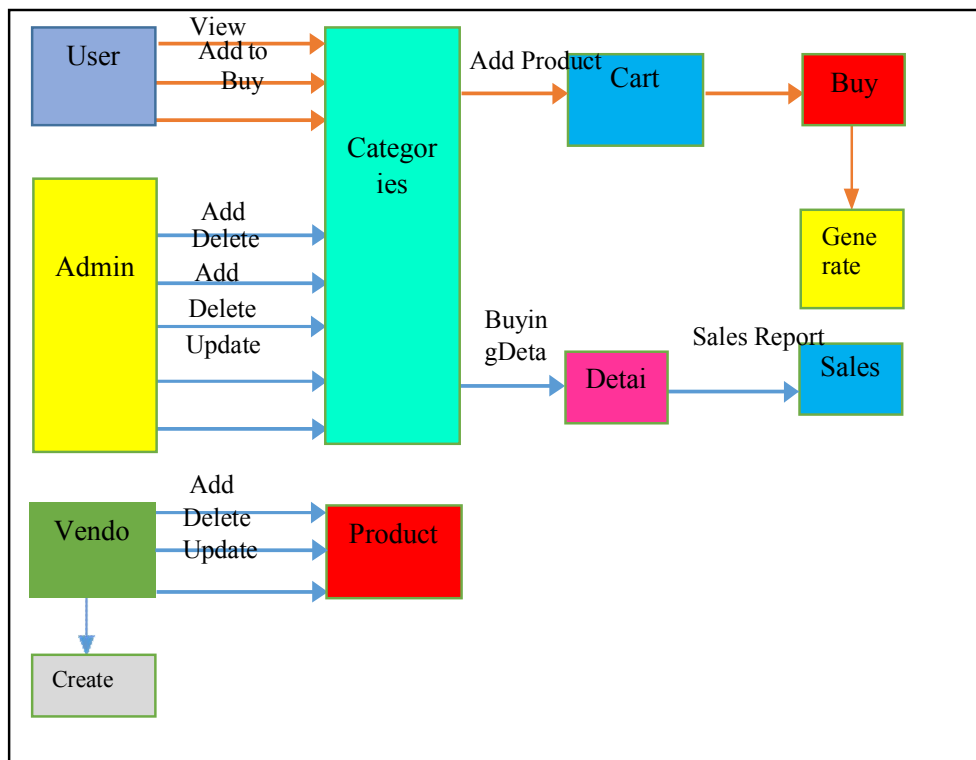 User
View
Add to
Buy
Categor
ies
Add Product
Cart
Buy
Gene
rate
Admin
Add
Delete
Add
Delete
Update
Buyin
gDeta
Detai
Sales Report
Sales
Vendo
Add
Delete
Update
Product
Create